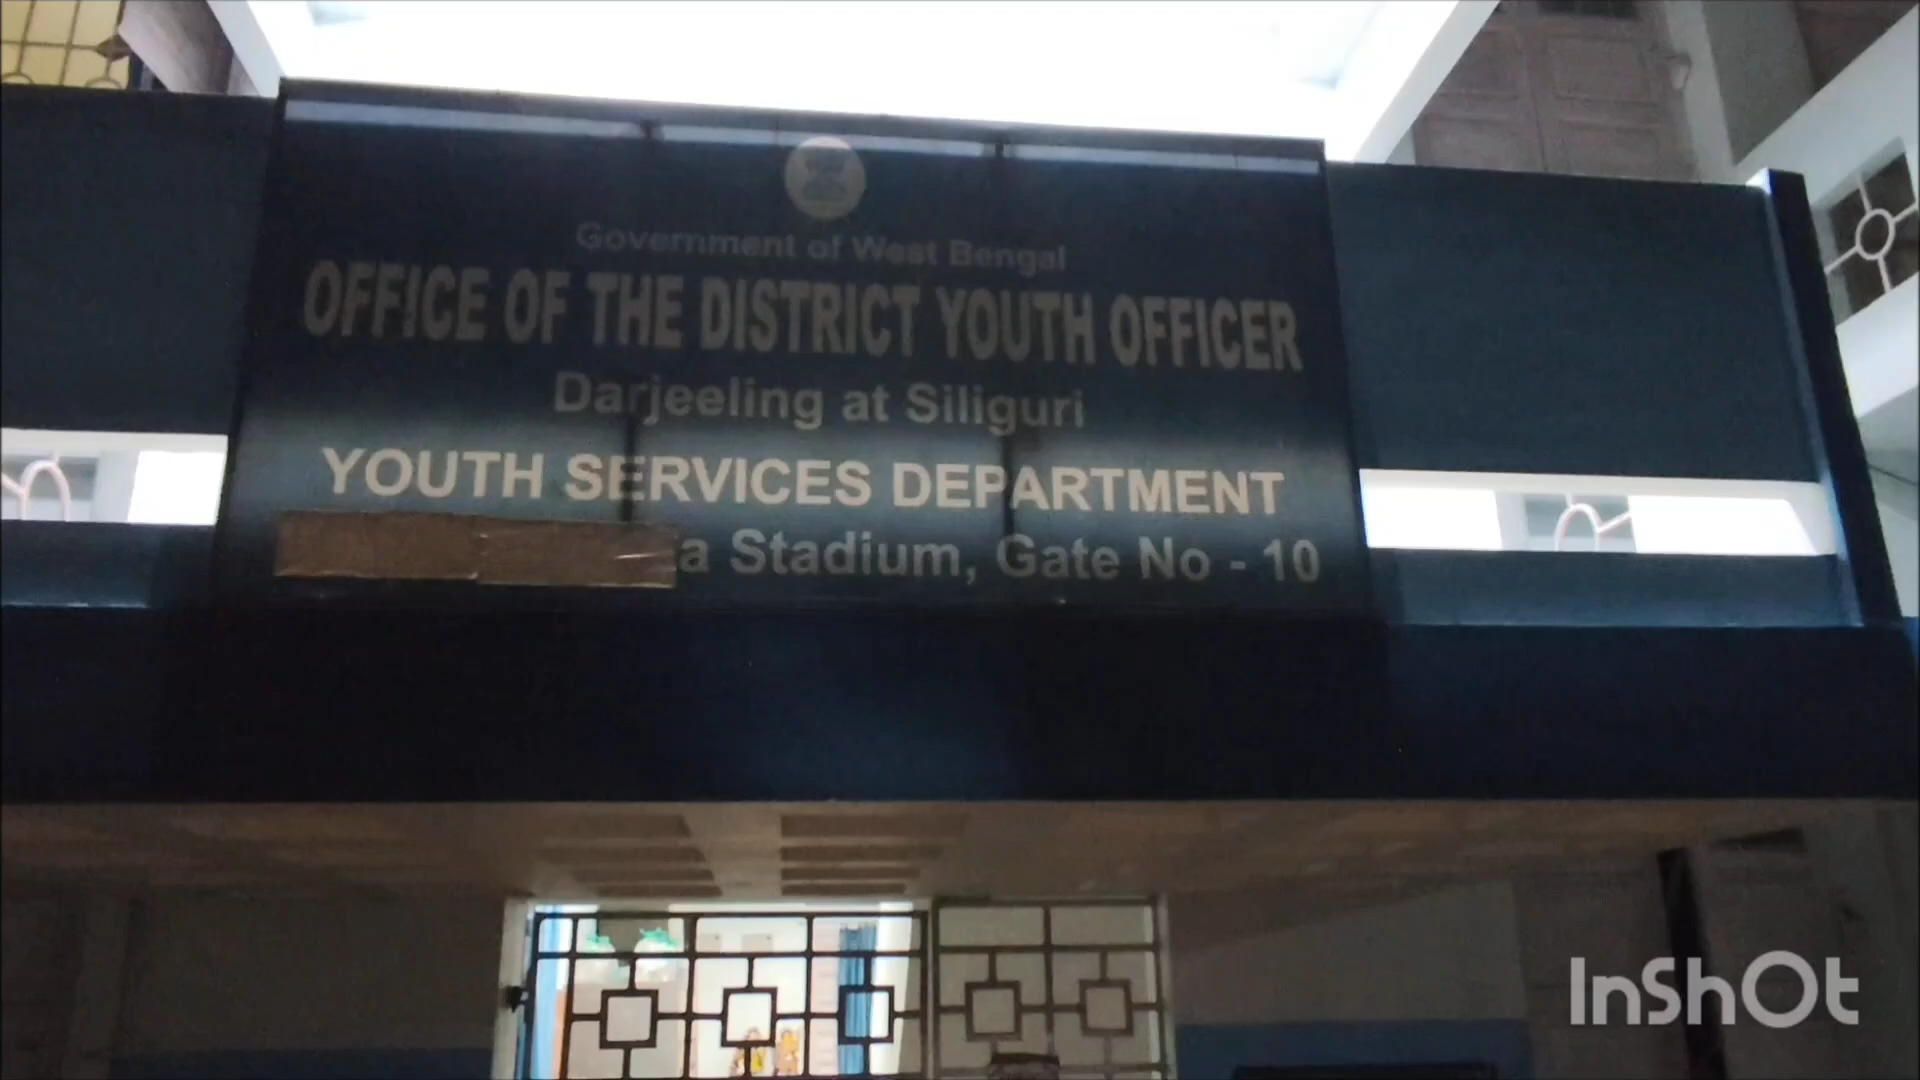 Government of West Bengal
OFFICE OF THE DISTRICT YOUTH OFFICER
Darjeeling at Siliguri
YOUTH SERVICES DEPARTMENT
a Stadium, Gate No - 10
InShOt